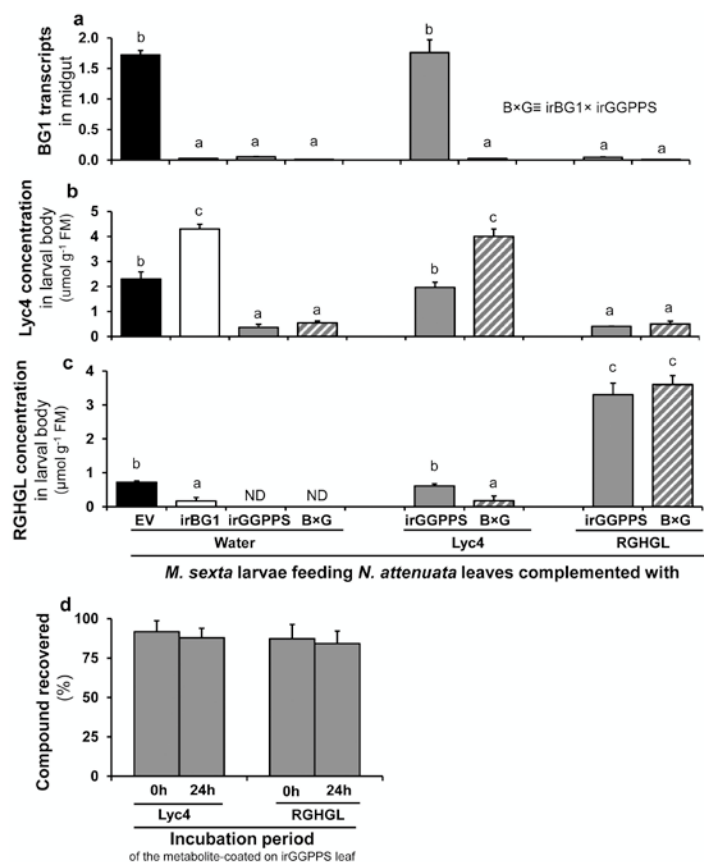 a
BG1 transcripts
in midgut
2.0
1.5
1.0
0.5
0.0
b
a
a
a
b
a
a
a
B×G≡ irBG1× irGGPPS
b
Lyc4 concentration
in larval body
(umol g⁻¹ FM)
5
4
3
2
1
0
b
c
a
a
b
c
a
a
c
RGHGL concentration
in larval body
(µmol g⁻¹ FM)
4
3
2
1
0
b
a
ND
ND
b
a
c
c
EV irBG1 irGGPPS B×G irGGPPS B×G irGGPPS B×G
Water Lyc4 RGHGL
M. sexta larvae feeding N. attenuata leaves complemented with
d
Compound recovered
(%)
100
75
50
25
0
0h 24h 0h 24h
Lyc4 RGHGL
Incubation period
of the metabolite-coated on irGGPPS leaf